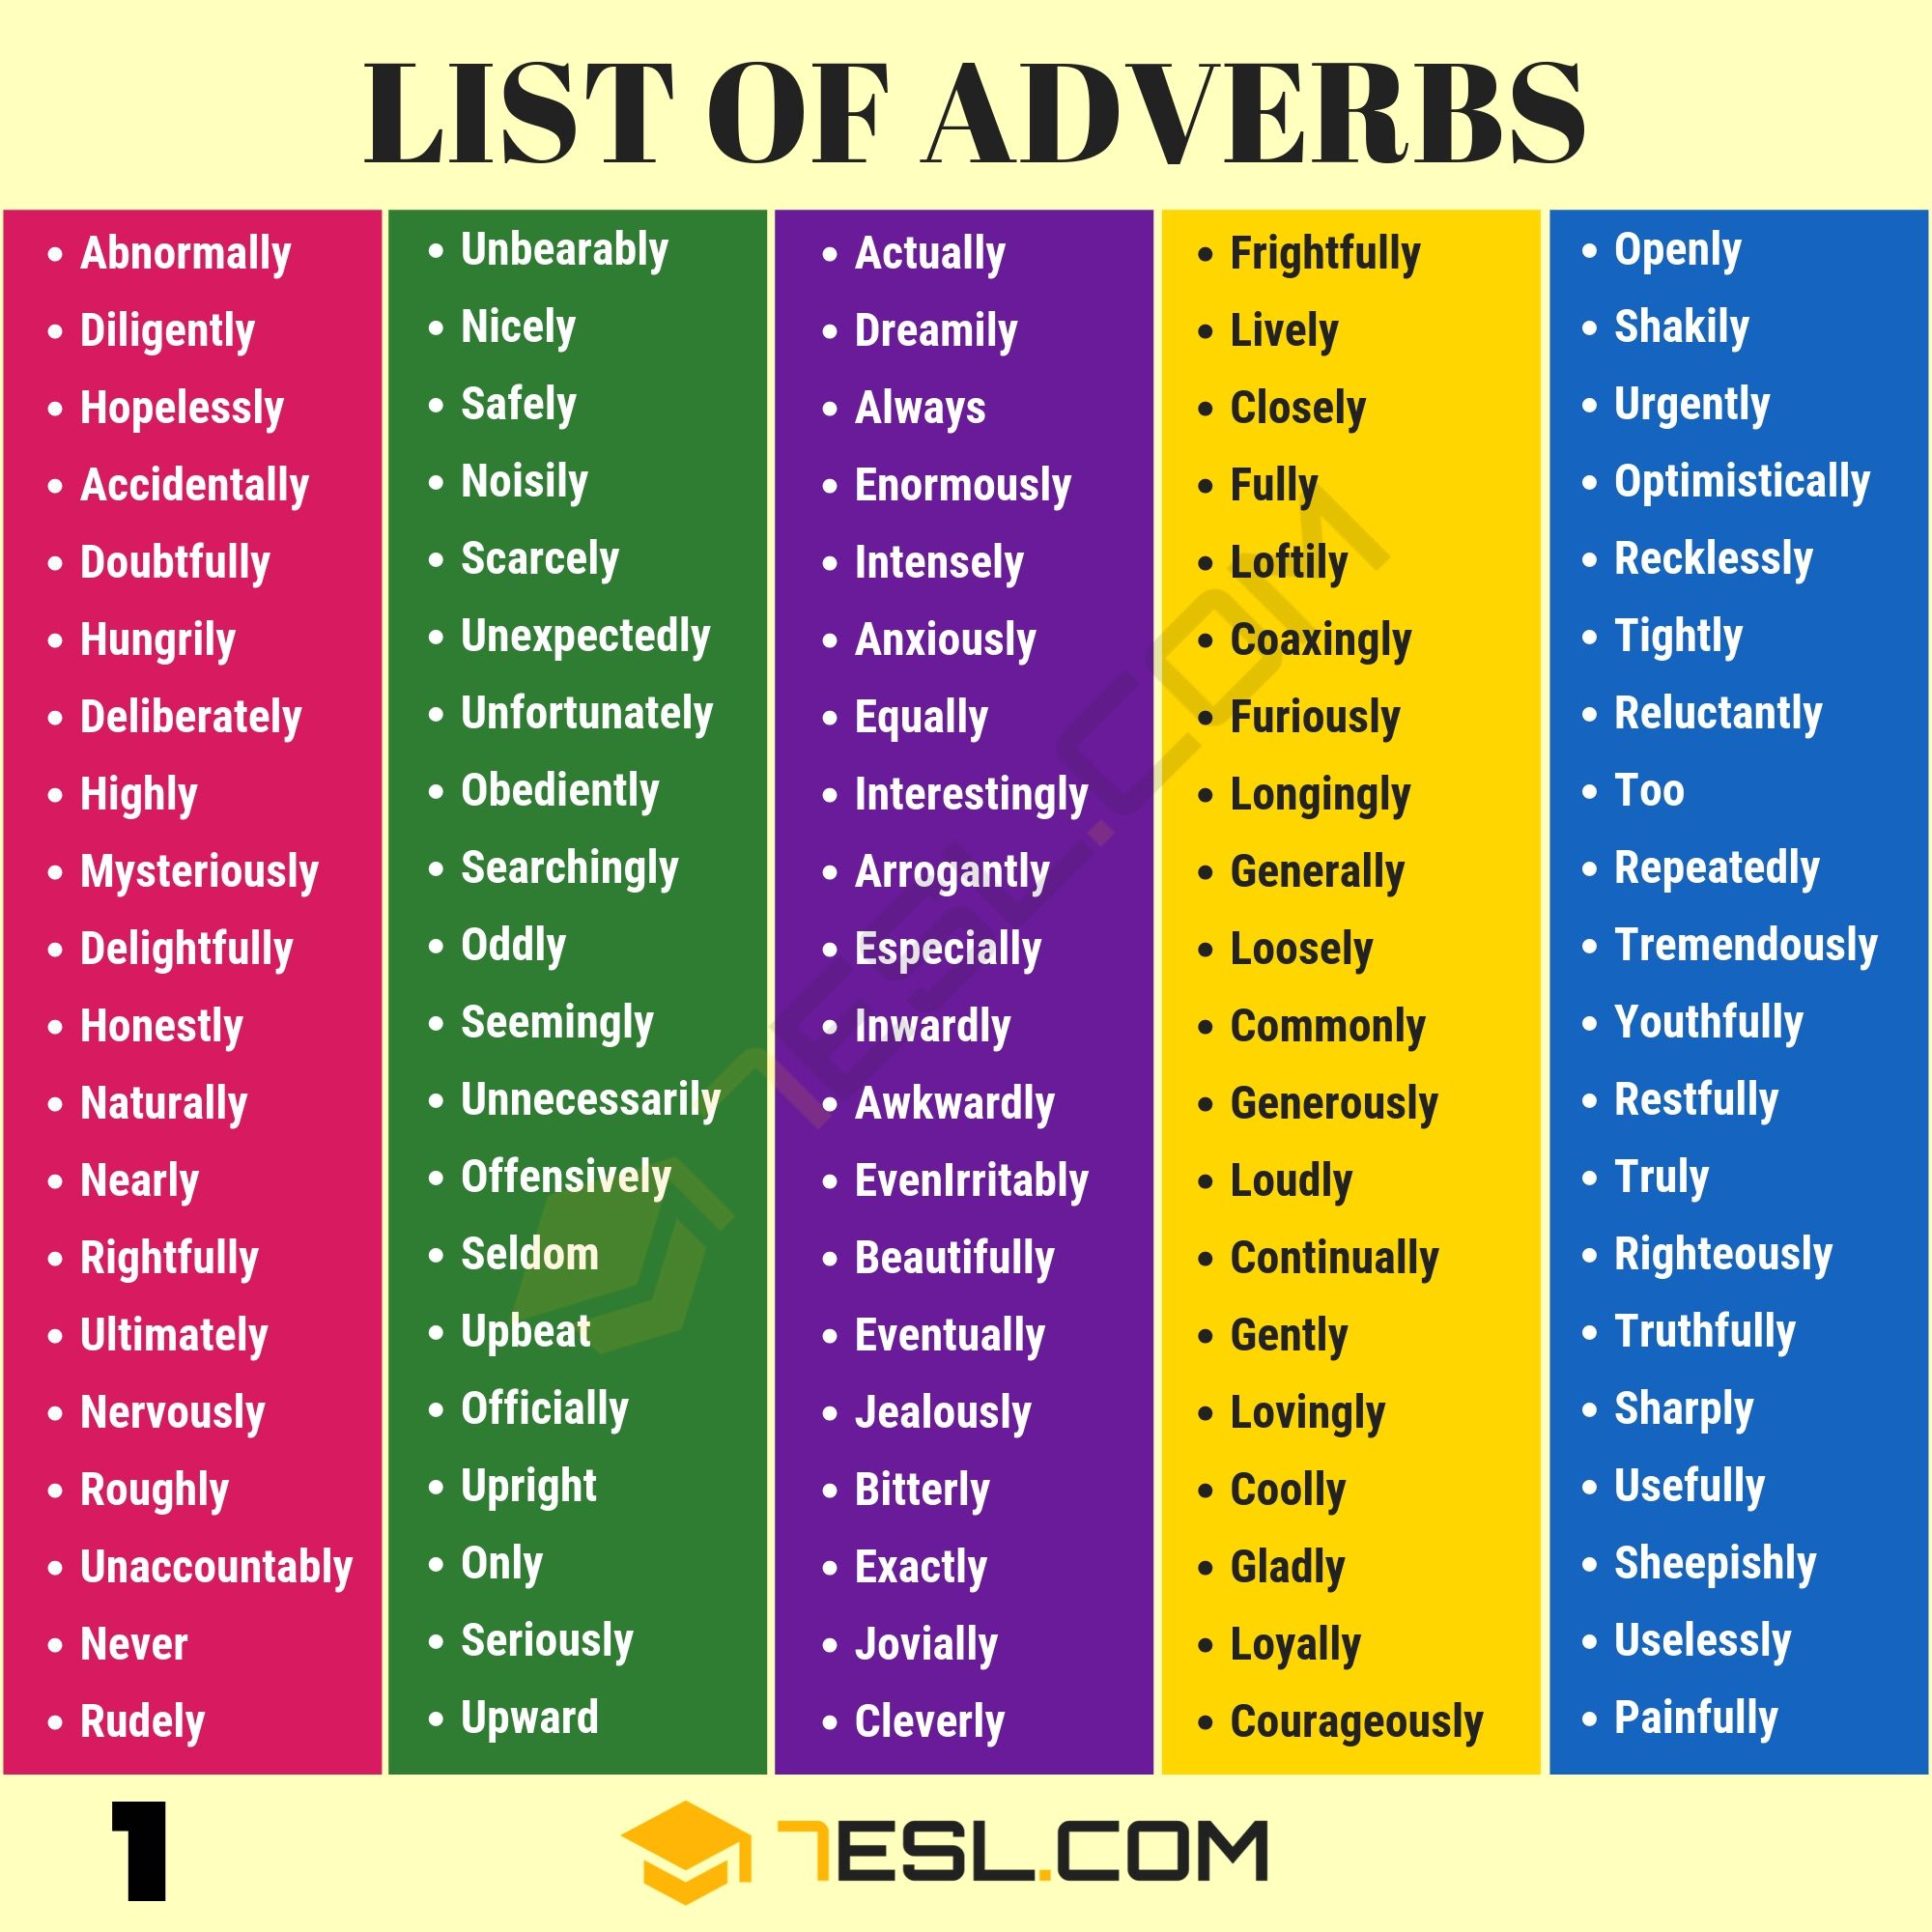 LIST OF ADVERBS
Abnormally
Diligently
Hopelessly
Accidentally
Doubtfully
Hungrily
Deliberately
Highly
Mysteriously
Delightfully
Honestly
Naturally
Nearly
Rightfully
Ultimately
Nervously
Roughly
Unaccountably
Never
Rudely
Unbearably
Nicely
Safely
Noisily
Scarcely
Unexpectedly
Unfortunately
Obediently
Searchingly
Oddly
Seemingly
Unnecessarily
Offensively
Seldom
Upbeat
Officially
Upright
Only
Seriously
Upward
Actually
Dreamily
Always
Enormously
Intensely
Anxiously
Equally
Interestingly
Arrogantly
Especially
Inwardly
Awkwardly
EvenIrritably
Beautifully
Eventually
Jealously
Bitterly
Exactly
Jovially
Cleverly
Frightfully
Lively
Closely
Fully
Loftily
Coaxingly
Furiously
Longingly
Generally
Loosely
Commonly
Generously
Loudly
Continually
Gently
Lovingly
Coolly
Gladly
Loyally
Courageously
Openly
Shakily
Urgently
Optimistically
Recklessly
Tightly
Reluctantly
Too
Repeatedly
Tremendously
Youthfully
Restfully
Truly
Righteously
Truthfully
Sharply
Usefully
Sheepishly
Uselessly
Painfully
7ESL.COM
1
7ESL.COM